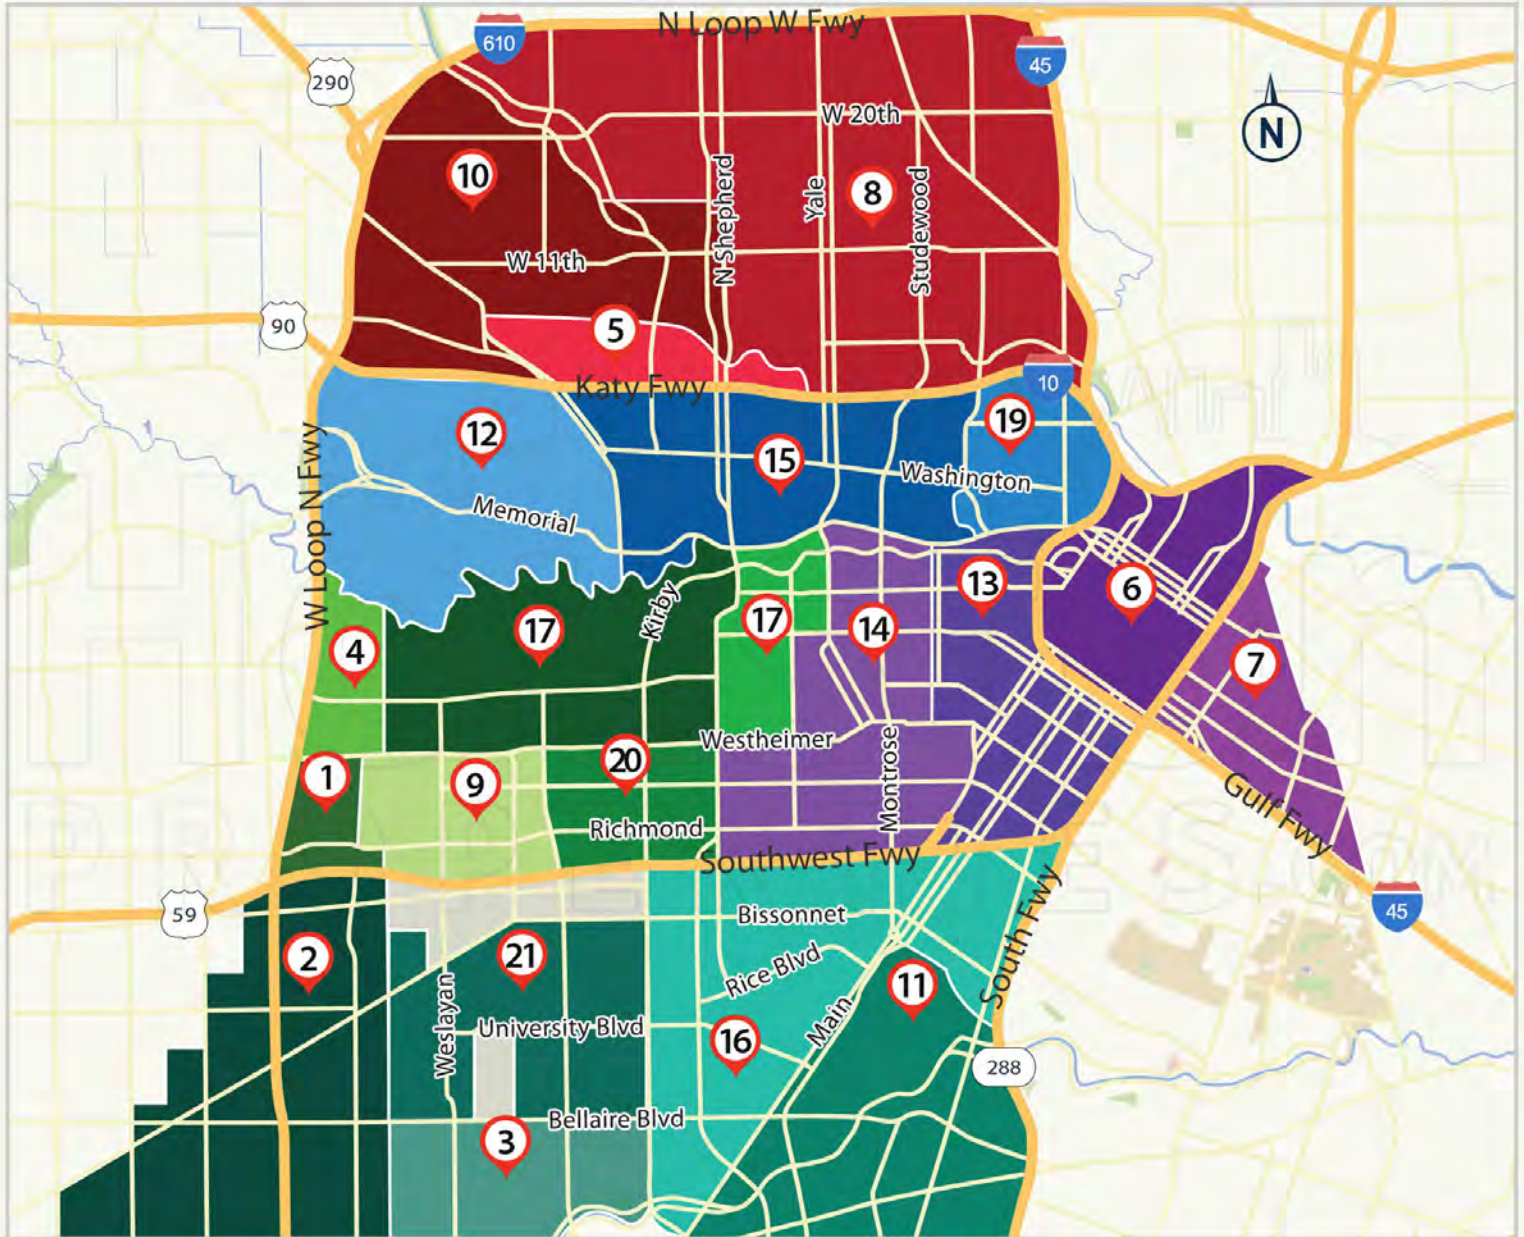 N Loop W Fwy
610
45
290
W 20th
N
10
8
N Shepherd
Yale
Studewood
W 11th
90
5
Katy Fwy
10
12
19
15
Washington
W Loop N Fwy
Memorial
13
6
17
Kirby
17
14
4
7
Westheimer
20
1
9
Montrose
Gulf Fwy
Richmond
Southwest Fwy
59
45
Bissonnet
South Fwy
2
21
Rice Blvd
11
Weslayan
University Blvd
16
Main
288
Bellaire Blvd
3